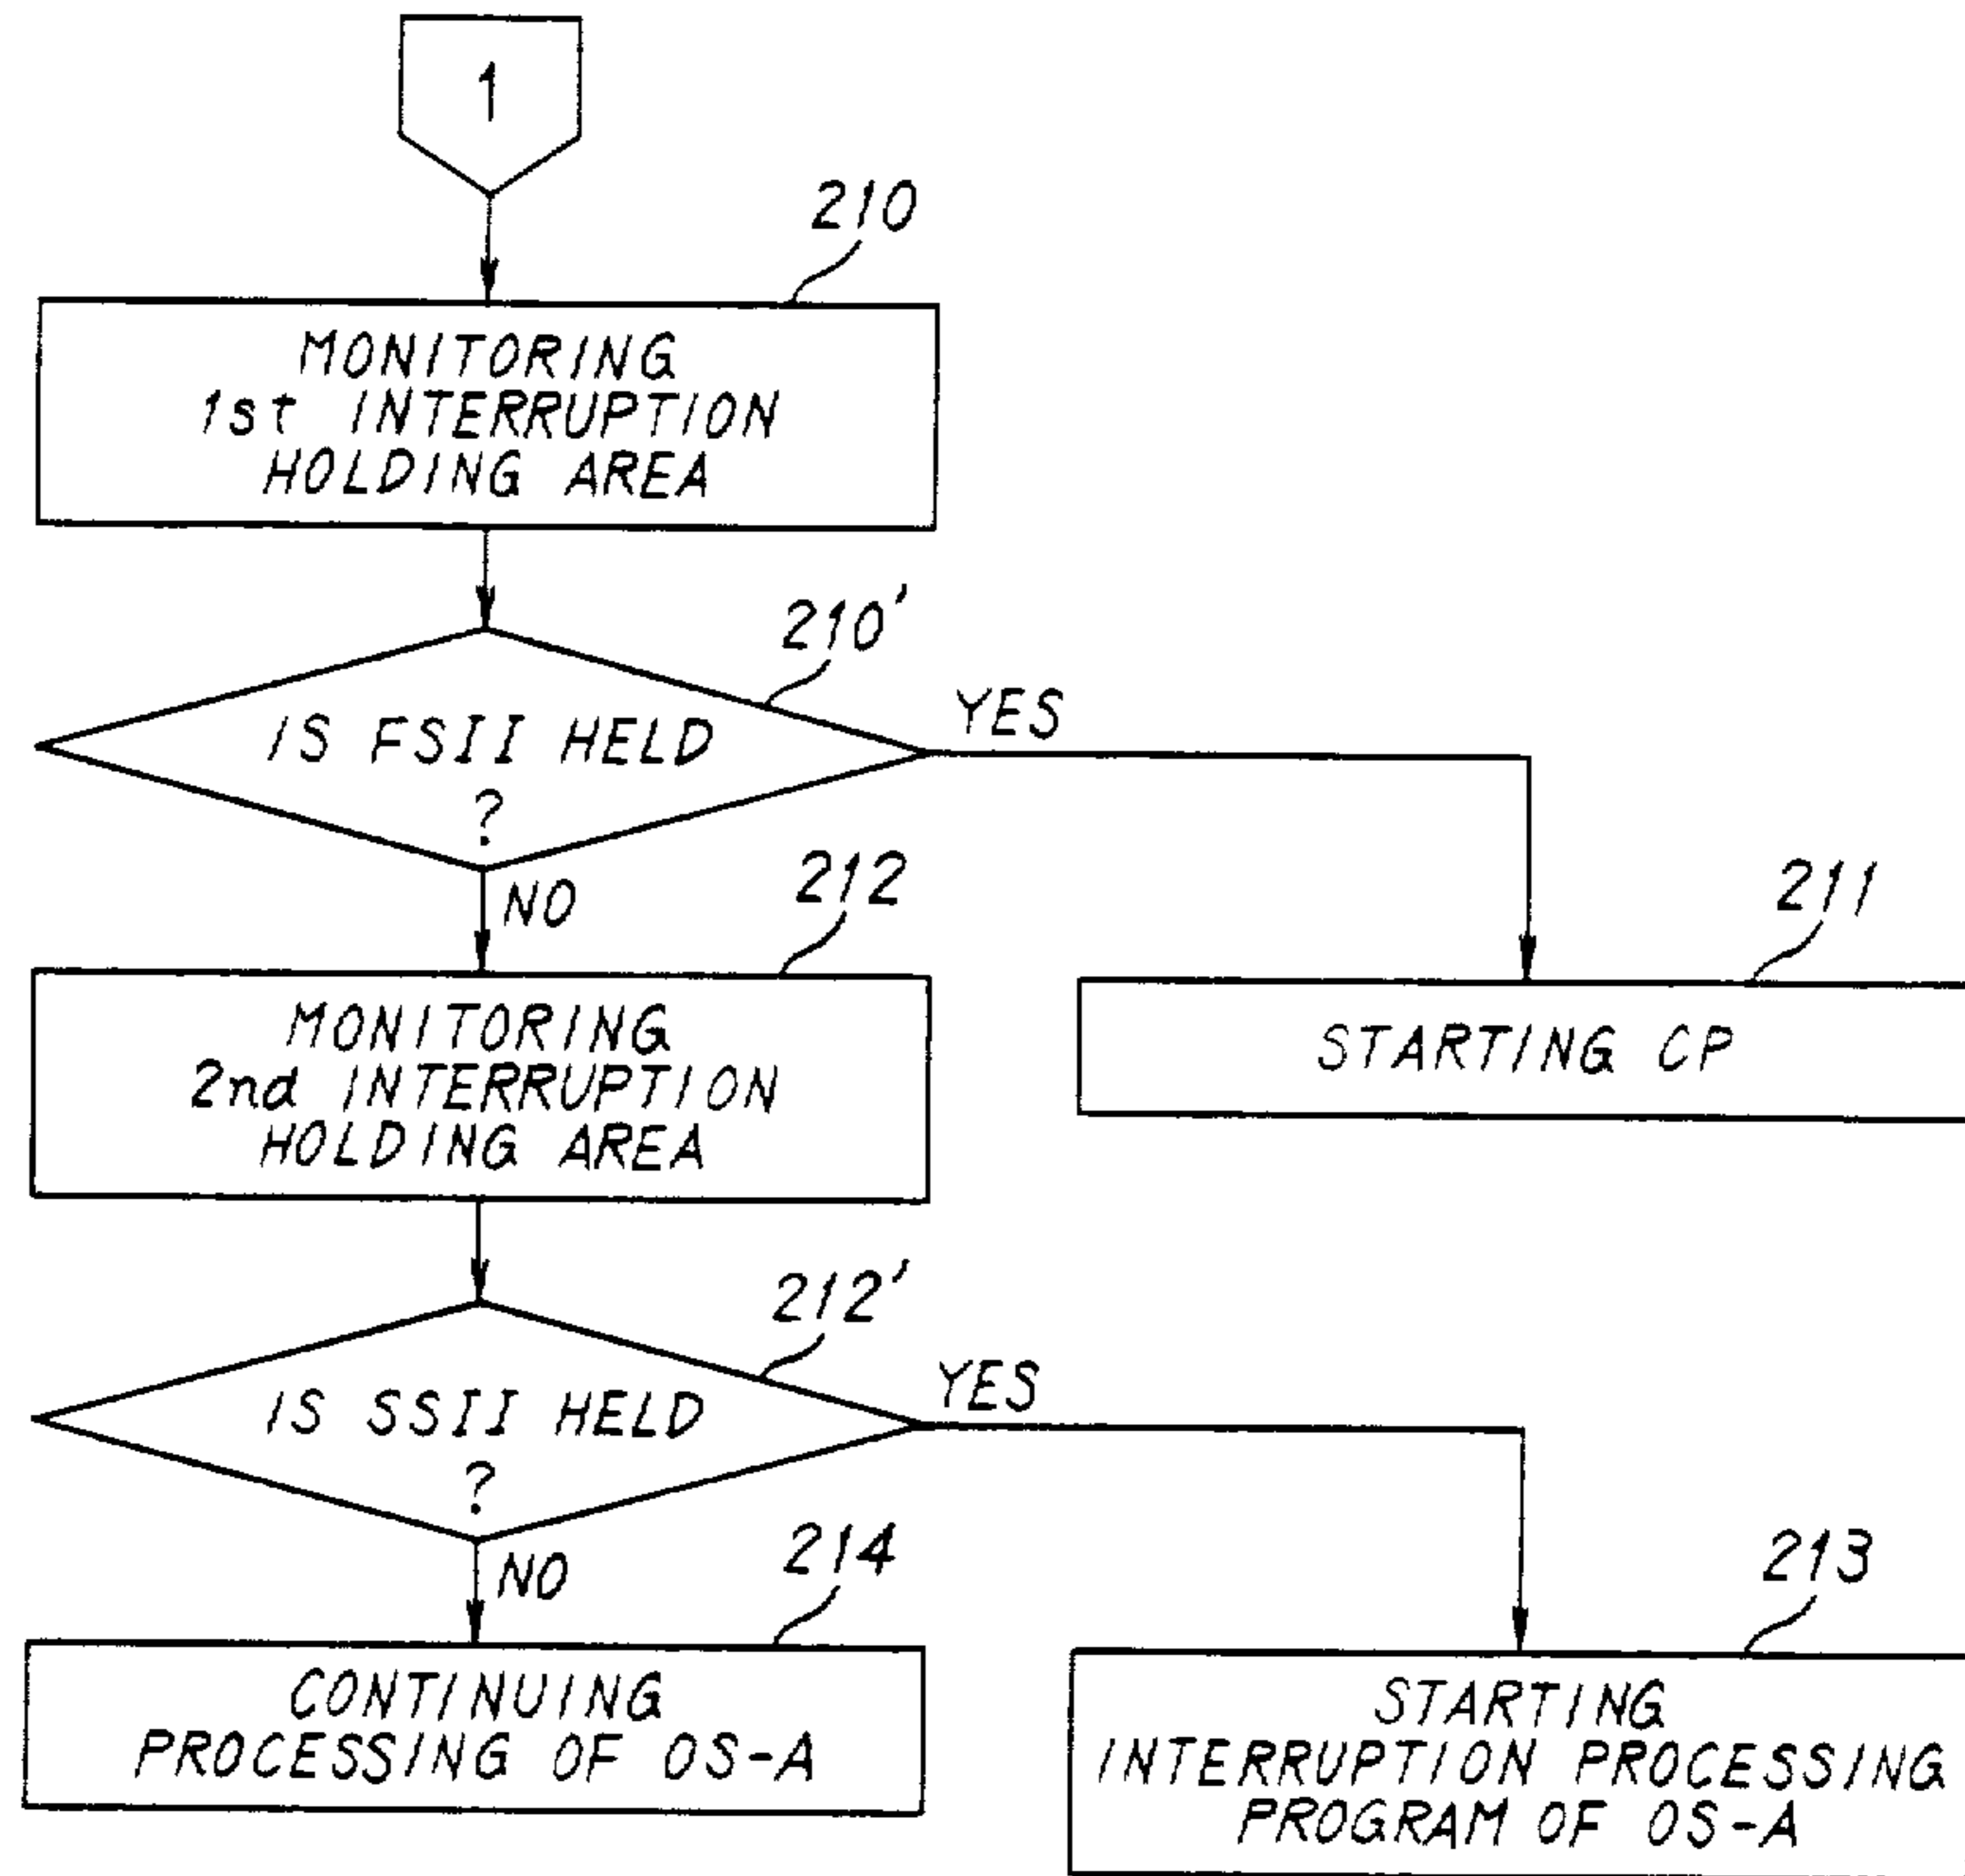 1
210
MONITORING
1st INTERRUPTION
HOLDING AREA
210'
IS FSII HELD
?
YES
NO
212
211
MONITORING
2nd INTERRUPTION
HOLDING AREA
STARTING CP
212'
IS SSII HELD
?
YES
NO
214
213
CONTINUING
PROCESSING OF OS-A
STARTING
INTERRUPTION PROCESSING
PROGRAM OF OS-A